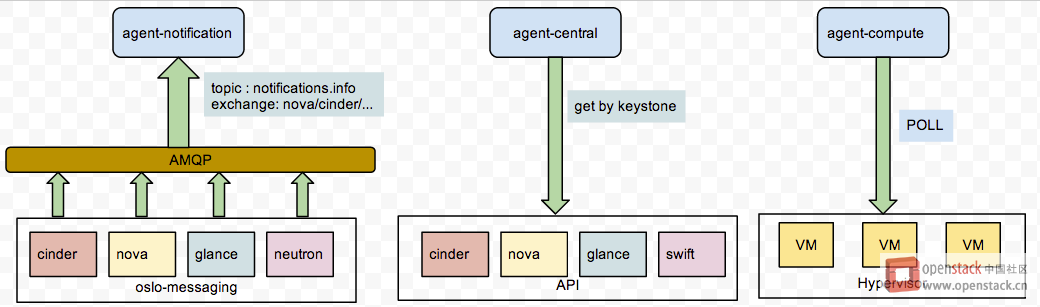 agent-notification
topic : notifications.info
exchange: nova/cinder/...
AMQP
cinder
nova
glance
neutron
oslo-messaging
agent-central
get by keystone
cinder
nova
glance
swift
API
agent-compute
POLL
VM
VM
VM
Hypervisor
openstack 中国社区
www.openstack.cn